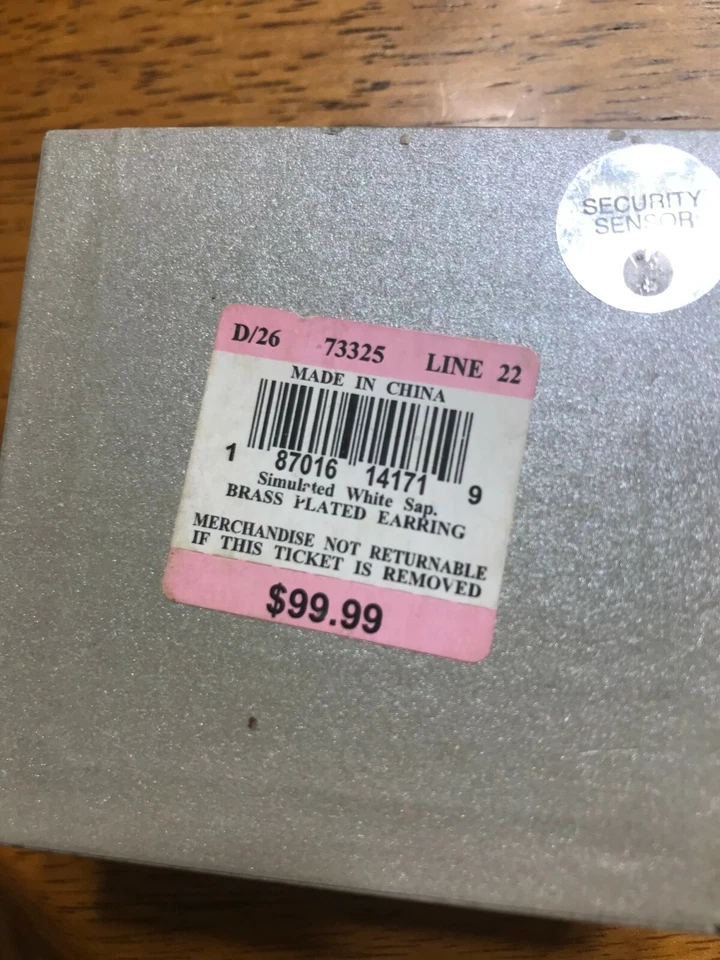 SECURITY
SENSOR
D/26 73325 LINE 22
MADE IN CHINA
1 87016 14171 9
Simulated White Sap.
BRASS PLATED EARRING
MERCHANDISE NOT RETURNABLE
IF THIS TICKET IS REMOVED
$99.99